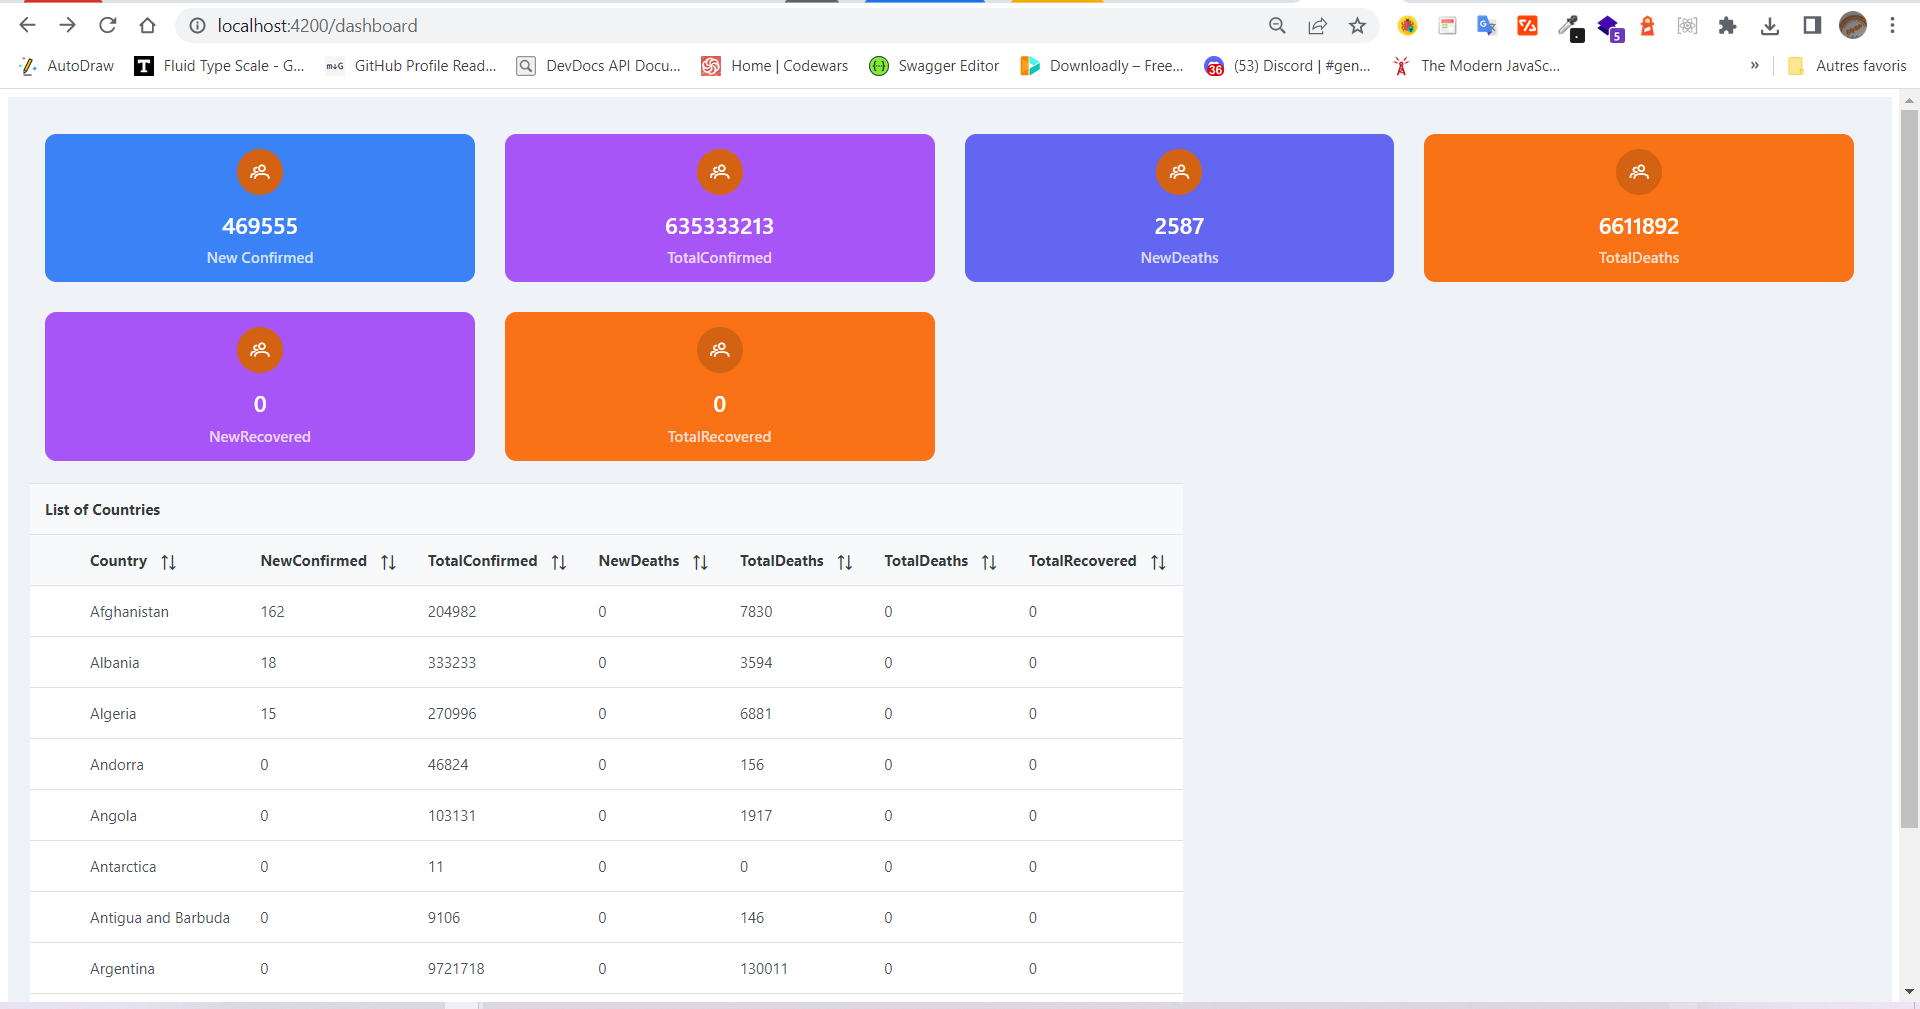 localhost:4200/dashboard
5
AutoDraw
T Fluid Type Scale - G...
m↓G GitHub Profile Read...
DevDocs API Docu...
Home | Codewars
{··} Swagger Editor
Downloadly – Free...
36 (53) Discord | #gen...
The Modern JavaSc...
»
Autres favoris
469555
New Confirmed
635333213
TotalConfirmed
2587
NewDeaths
6611892
TotalDeaths
0
NewRecovered
0
TotalRecovered
List of Countries
Country NewConfirmed TotalConfirmed NewDeaths TotalDeaths TotalDeaths TotalRecovered
Afghanistan 162 204982 0 7830 0 0
Albania 18 333233 0 3594 0 0
Algeria 15 270996 0 6881 0 0
Andorra 0 46824 0 156 0 0
Angola 0 103131 0 1917 0 0
Antarctica 0 11 0 0 0 0
Antigua and Barbuda 0 9106 0 146 0 0
Argentina 0 9721718 0 130011 0 0